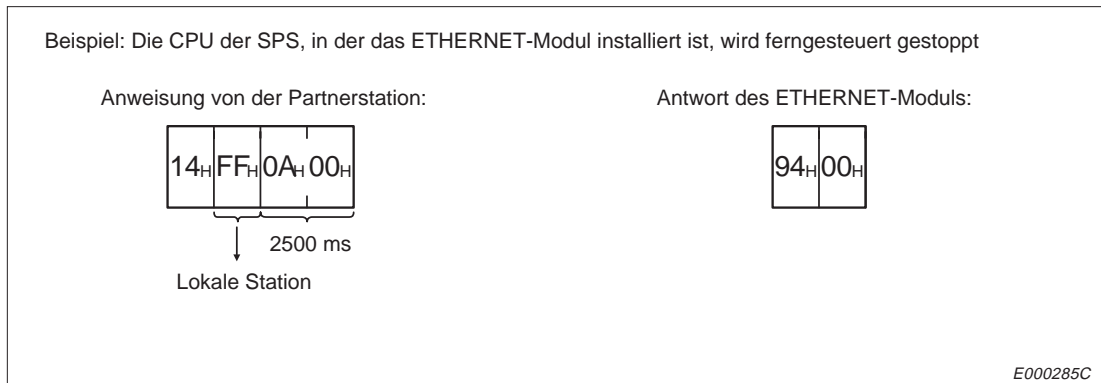 Beispiel: Die CPU der SPS, in der das ETHERNET-Modul installiert ist, wird ferngesteuert gestoppt
Anweisung von der Partnerstation:
14H FFH 0AH 00H
2500 ms
Lokale Station
Antwort des ETHERNET-Moduls:
94H 00H
E000285C